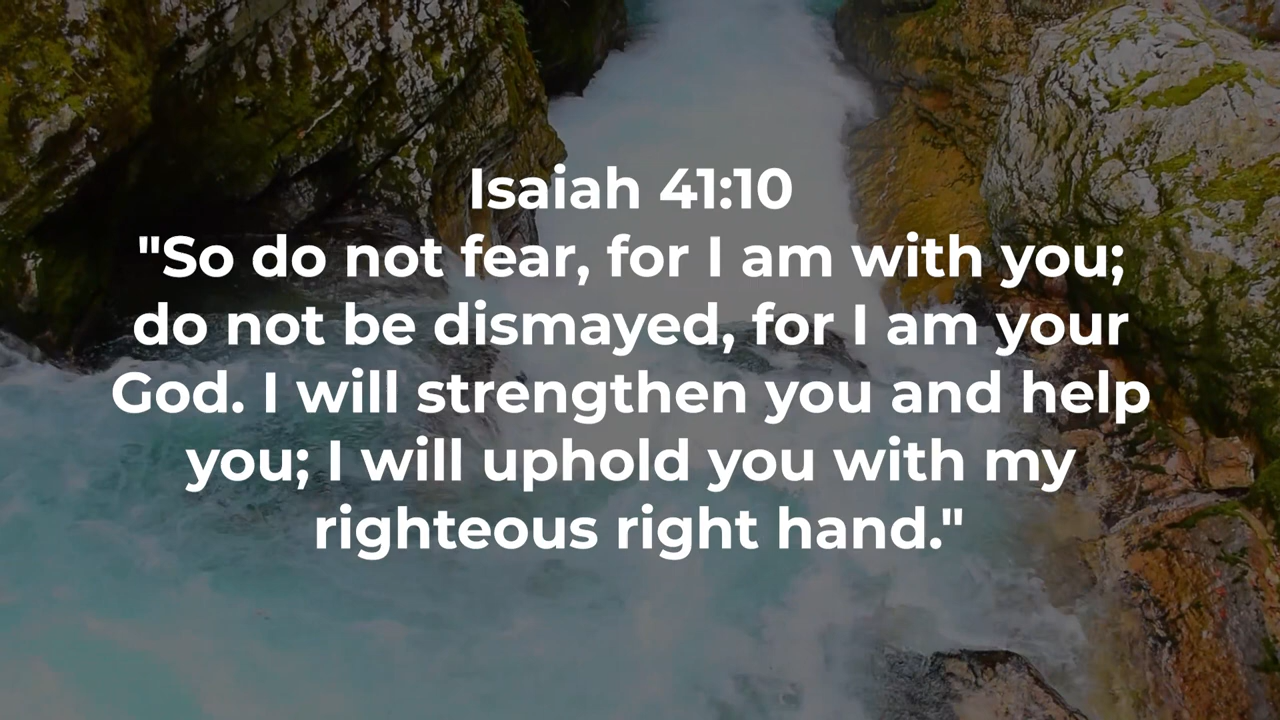 Isaiah 41:10
"So do not fear, for I am with you;
do not be dismayed, for I am your
God. I will strengthen you and help
you; I will uphold you with my
righteous right hand."